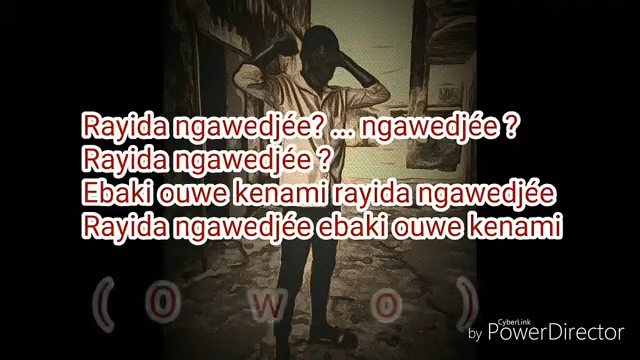 Rayida ngawedjée? ... ngawedjée ?
Rayida ngawedjée ?
Ebaki ouwe kenami rayida ngawedjée
Rayida ngawedjée ebaki ouwe kenami
( O w o )
CyberLink
by PowerDirector